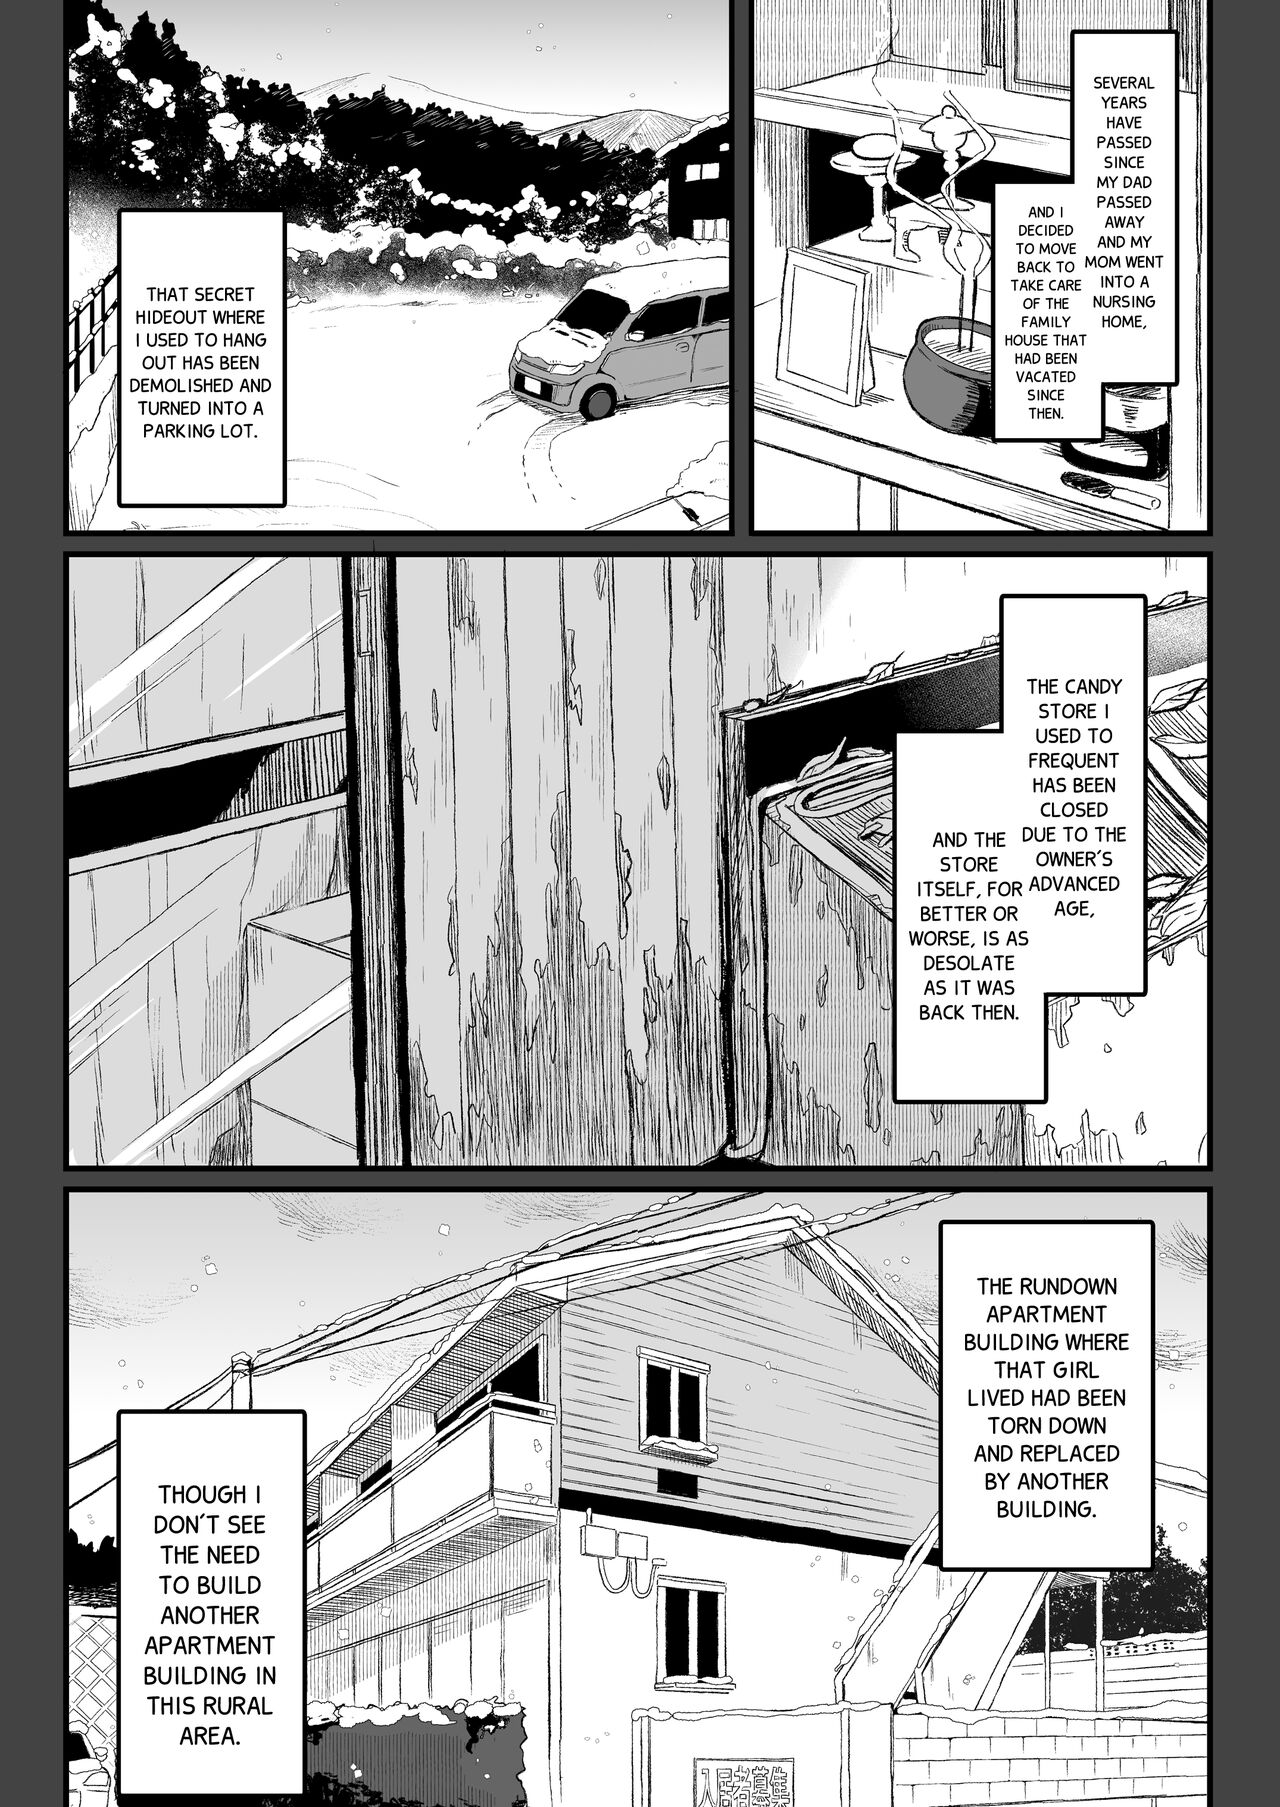 SEVERAL
YEARS
HAVE
PASSED
SINCE
MY DAD
PASSED
AWAY
AND MY
MOM WENT
INTO A
NURSING
HOME,
AND I
DECIDED
TO MOVE
BACK TO
TAKE CARE
OF THE
FAMILY
HOUSE THAT
HAD BEEN
VACATED
SINCE
THEN.
THAT SECRET
HIDEOUT WHERE
I USED TO HANG
OUT HAS BEEN
DEMOLISHED AND
TURNED INTO A
PARKING LOT.
THE CANDY
STORE I
USED TO
FREQUENT
HAS BEEN
CLOSED
DUE TO THE
OWNER'S
ADVANCED
AGE,
AND THE
STORE
ITSELF, FOR
BETTER OR
WORSE, IS AS
DESOLATE
AS IT WAS
BACK THEN.
THE RUNDOWN
APARTMENT
BUILDING WHERE
THAT GIRL
LIVED HAD BEEN
TORN DOWN
AND REPLACED
BY ANOTHER
BUILDING.
THOUGH I
DON'T SEE
THE NEED
TO BUILD
ANOTHER
APARTMENT
BUILDING IN
THIS RURAL
AREA.
入居者募集